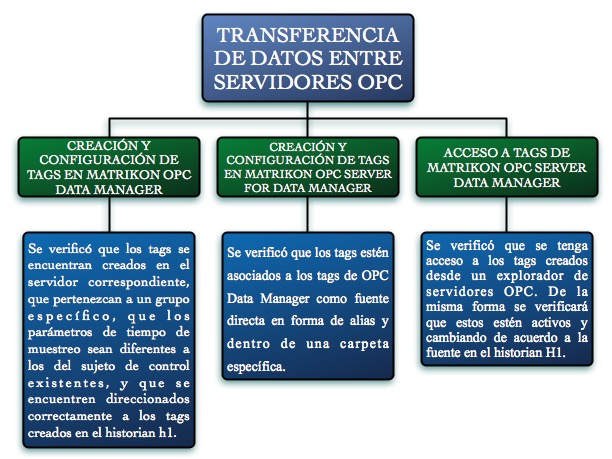 TRANSFERENCIA
DE DATOS ENTRE
SERVIDORES OPC
CREACIÓN Y
CONFIGURACIÓN DE
TAGS EN MATRIKON OPC
DATA MANAGER
CREACIÓN Y
CONFIGURACIÓN DE TAGS
EN MATRIKON OPC SERVER
FOR DATA MANAGER
ACCESO A TAGS DE
MATRIKON OPC SERVER
DATA MANAGER
Se verificó que los tags se
encuentran creados en el
servidor correspondiente,
que pertenezcan a un grupo
específico, que los
parámetros de tiempo de
muestreo sean diferentes a
los del sujeto de control
existentes, y que se
encuentren direccionados
correctamente a los tags
creados en el historian h1.
Se verificó que los tags estén
asociados a los tags de OPC
Data Manager como fuente
directa en forma de alias y
dentro de una carpeta
específica.
Se verificó que se tenga
acceso a los tags creados
desde un explorador de
servidores OPC. De la
misma forma se verificará
que estos estén activos y
cambiando de acuerdo a la
fuente en el historian H1.